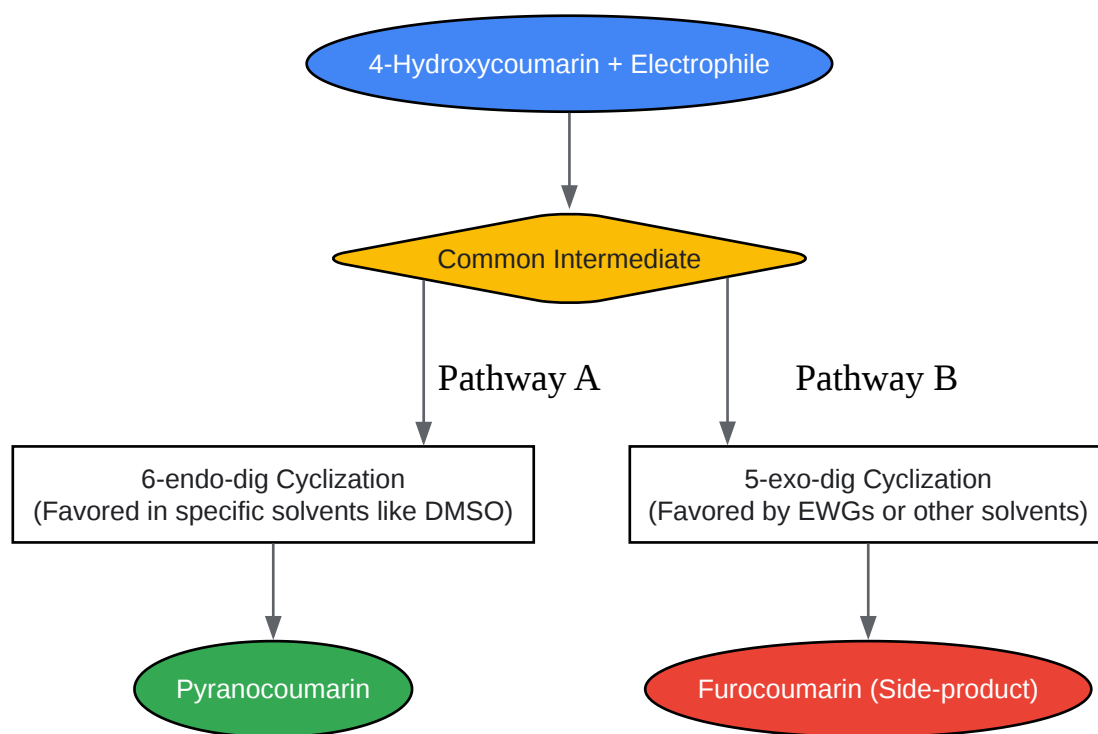 4-Hydroxycoumarin + Electrophile
Common Intermediate
Pathway A
Pathway B
6-endo-dig Cyclization
(Favored in specific solvents like DMSO)
5-exo-dig Cyclization
(Favored by EWGs or other solvents)
Pyranocoumarin
Furocoumarin (Side-product)